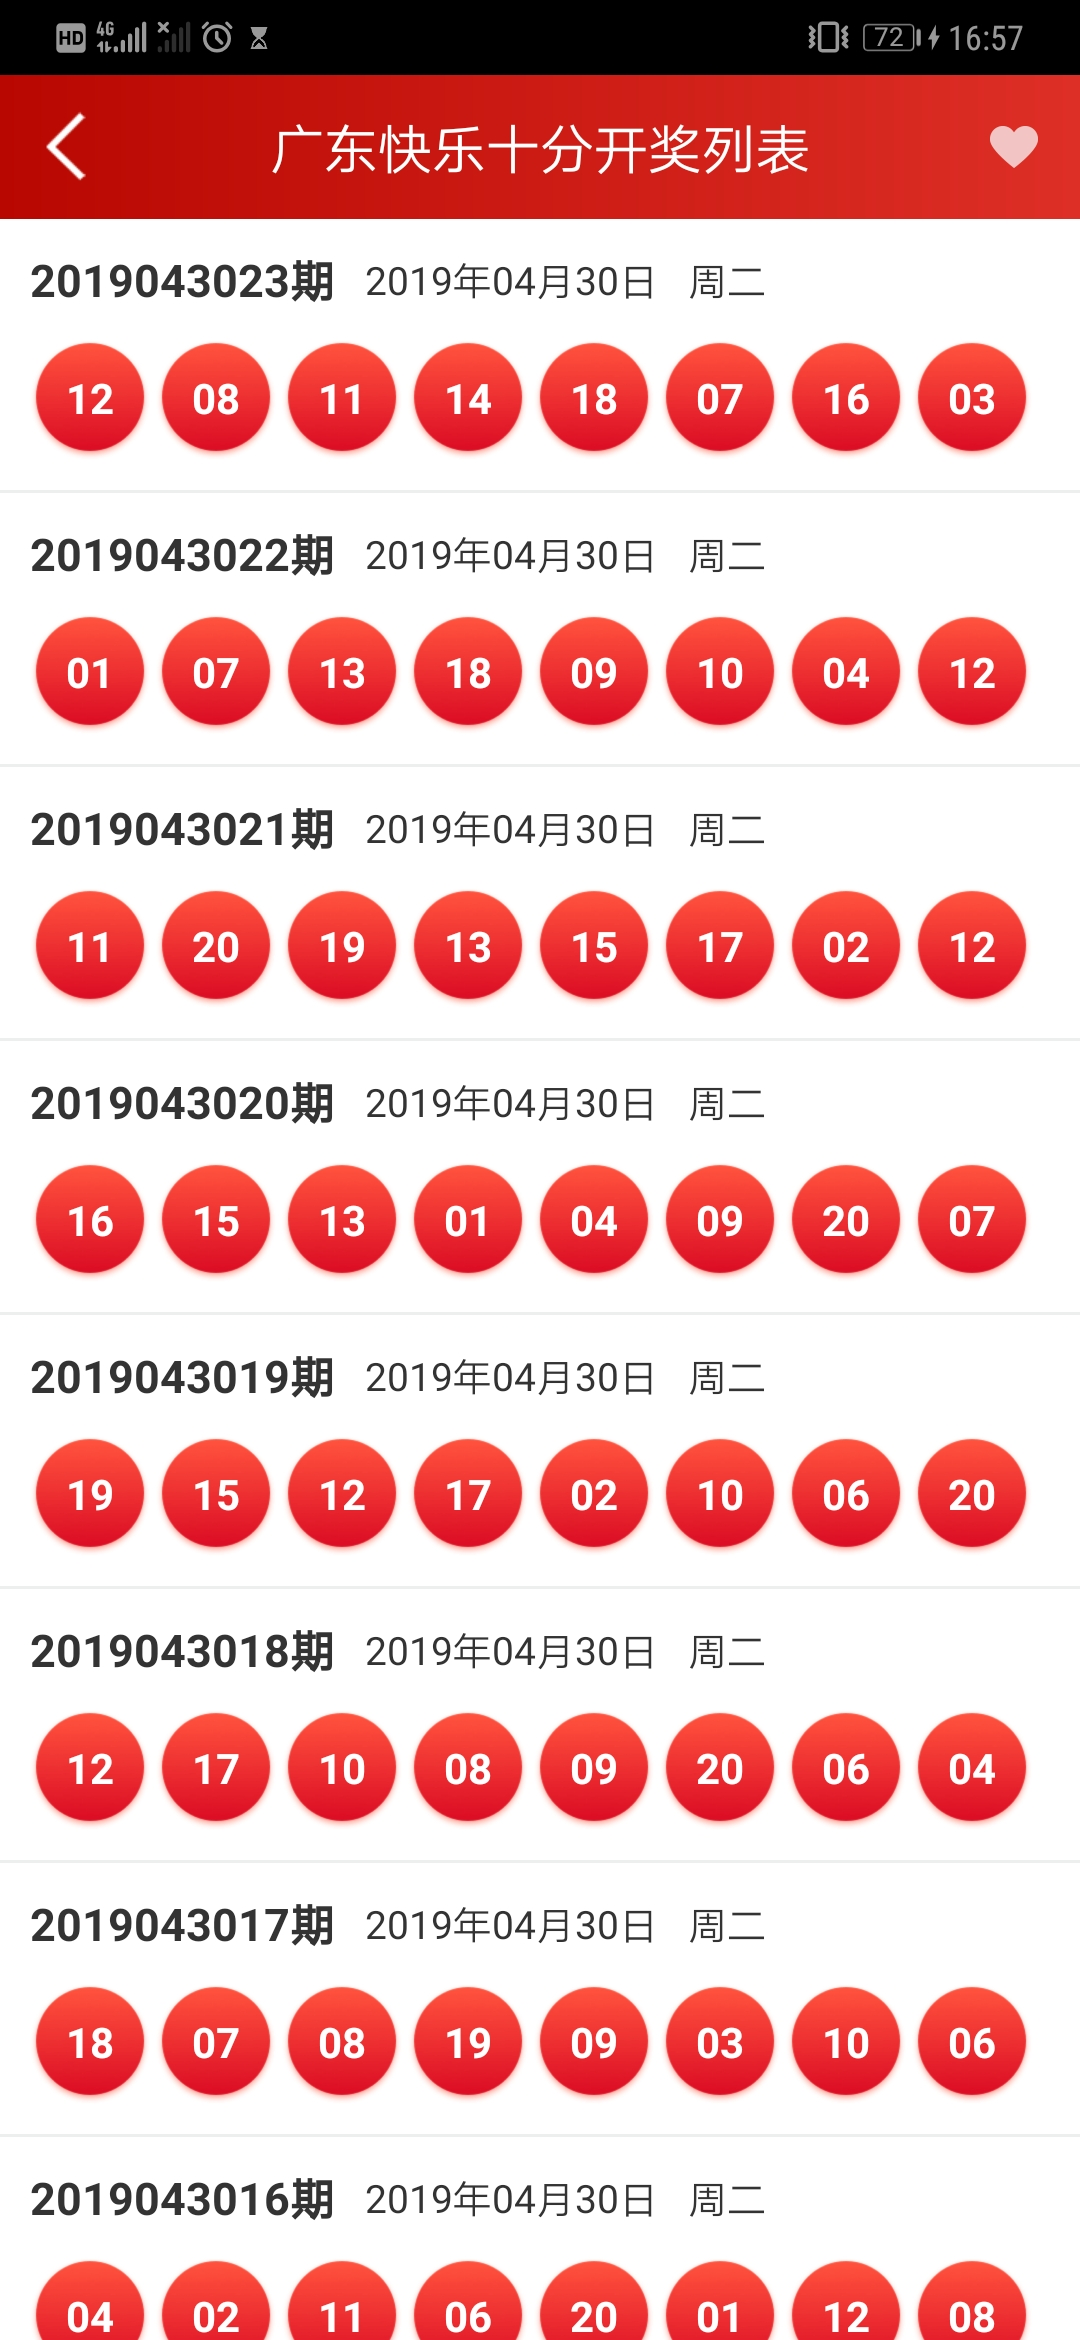 HD 4G 72 16:57
广东快乐十分开奖列表
2019043023期 2019年04月30日 周二
12 08 11 14 18 07 16 03
2019043022期 2019年04月30日 周二
01 07 13 18 09 10 04 12
2019043021期 2019年04月30日 周二
11 20 19 13 15 17 02 12
2019043020期 2019年04月30日 周二
16 15 13 01 04 09 20 07
2019043019期 2019年04月30日 周二
19 15 12 17 02 10 06 20
2019043018期 2019年04月30日 周二
12 17 10 08 09 20 06 04
2019043017期 2019年04月30日 周二
18 07 08 19 09 03 10 06
2019043016期 2019年04月30日 周二
04 02 11 06 20 01 12 08